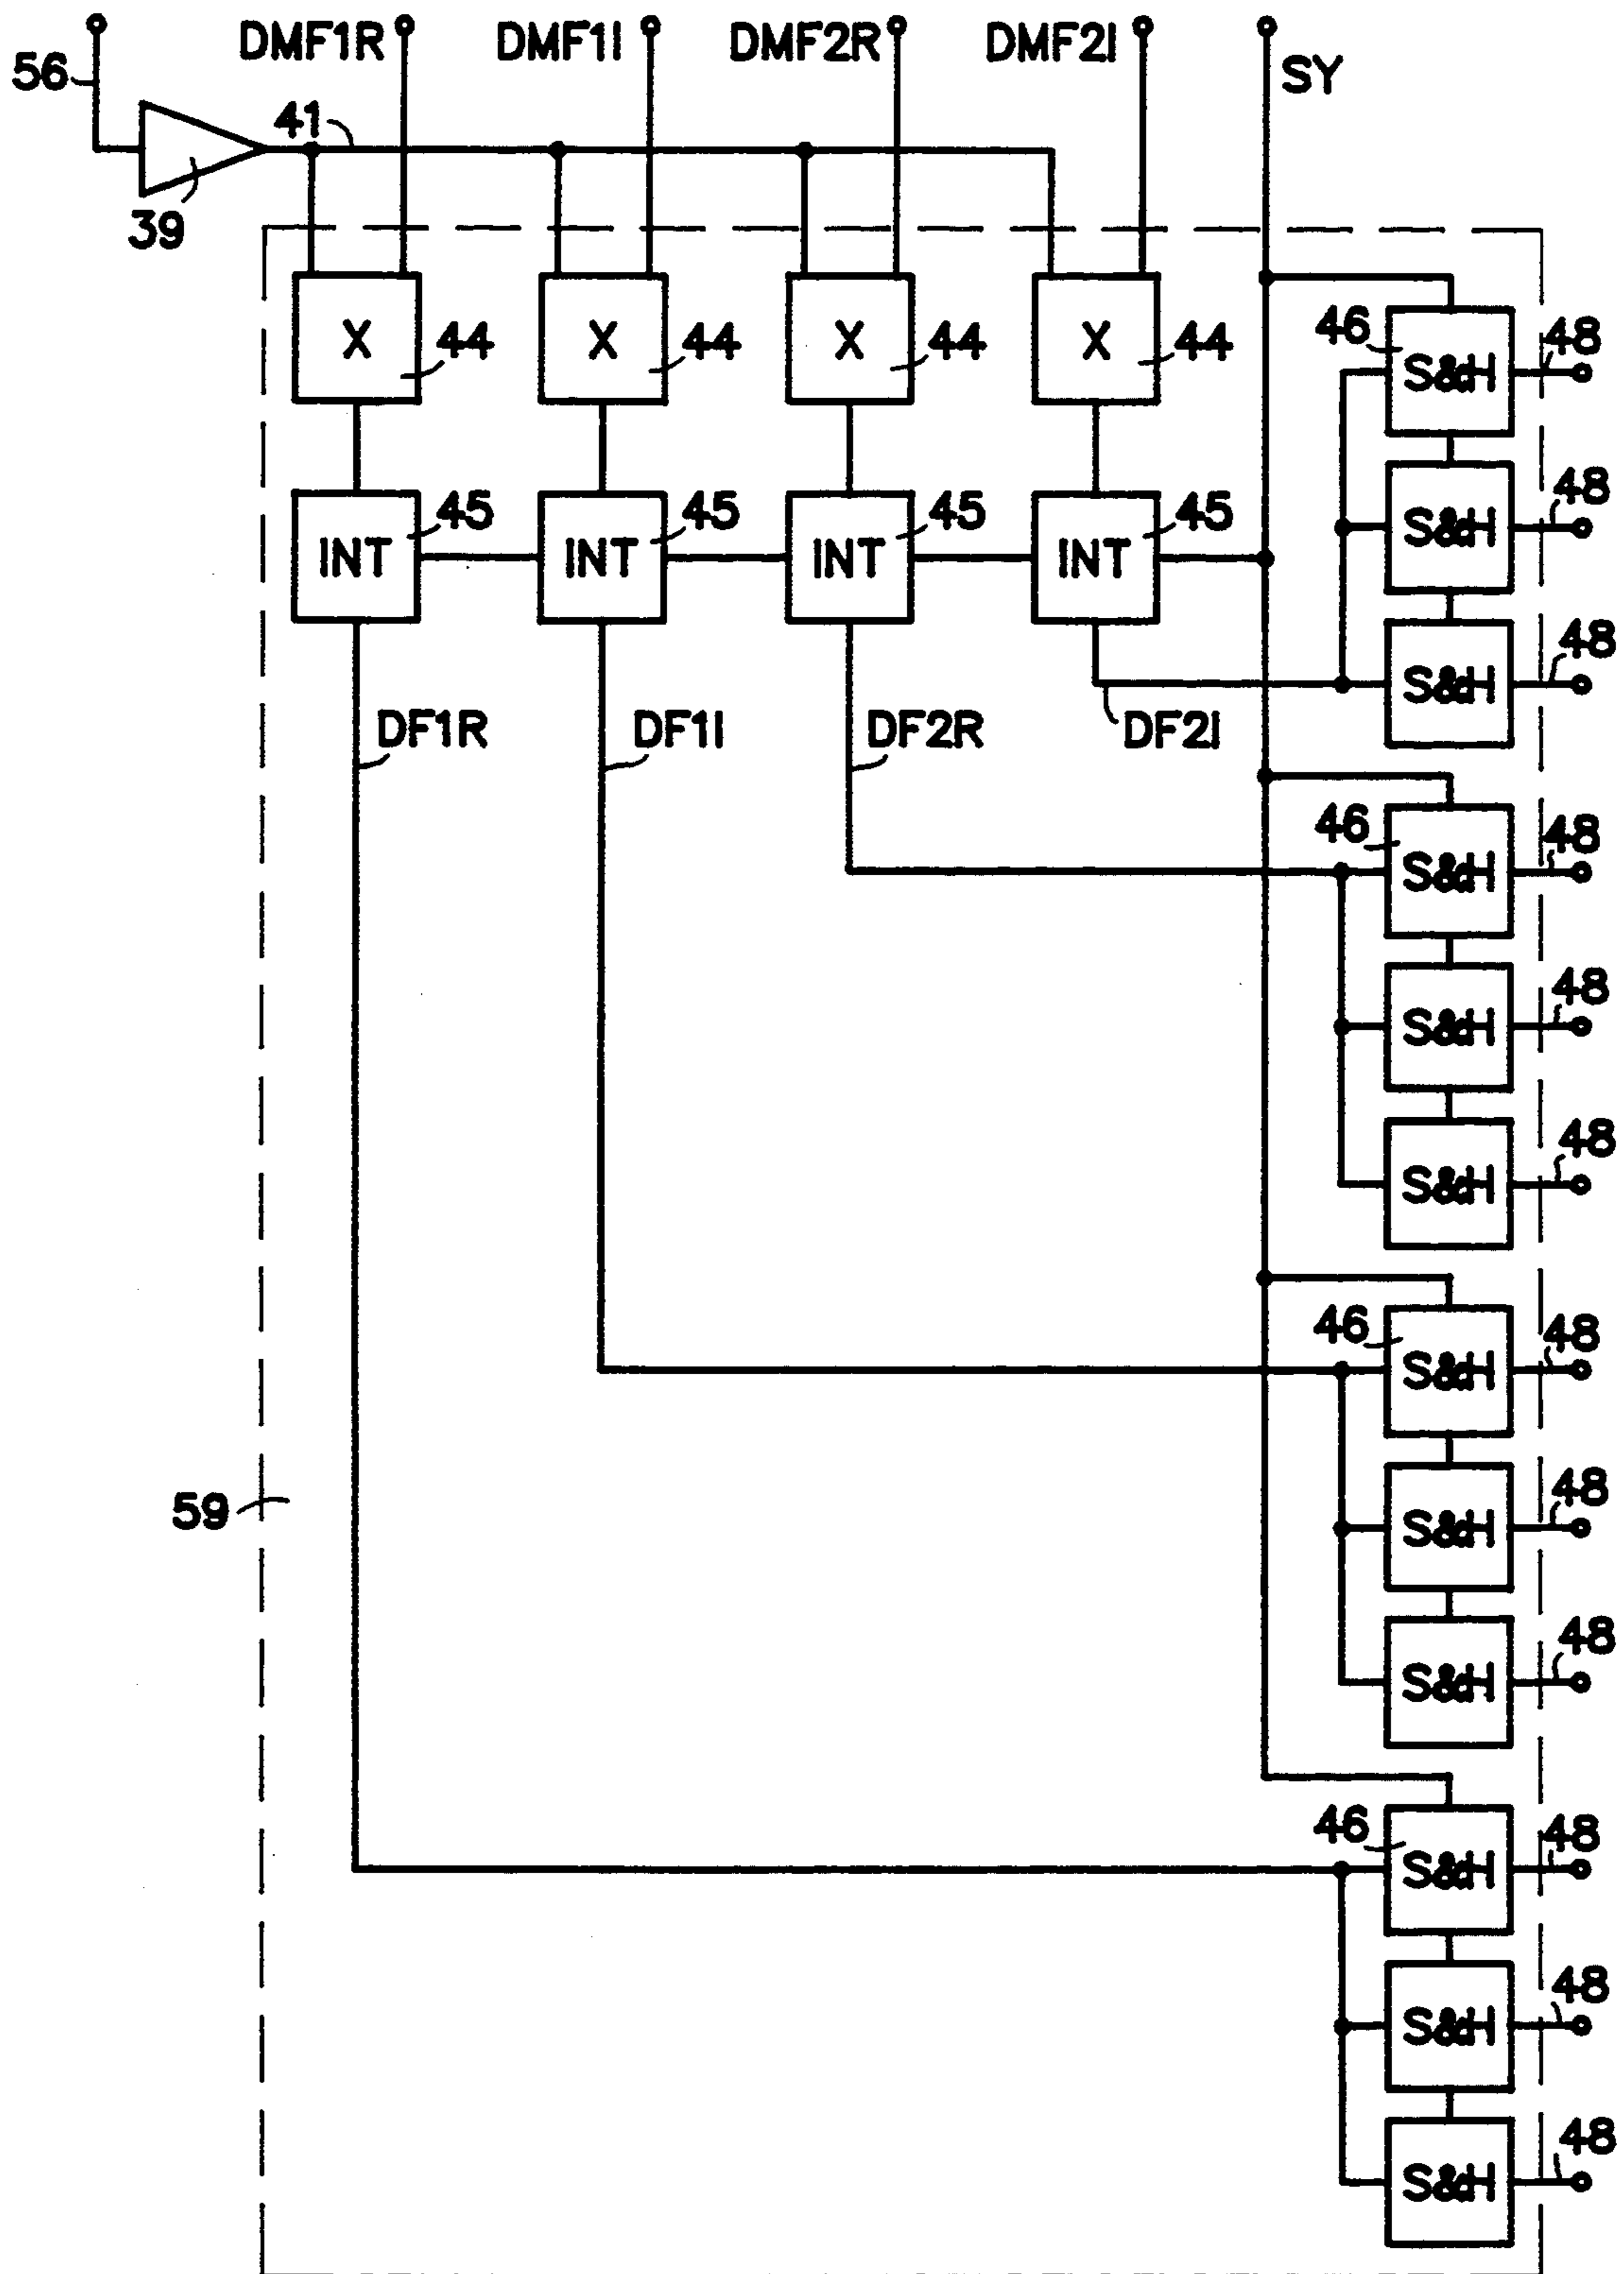 56 DMF1R DMF1I DMF2R DMF2I SY
41
39
X 44 X 44 X 44 X 44
46 S&H 48
S&H 48
INT 45 INT 45 INT 45 INT 45
S&H 48
DF1R DF1I DF2R DF2I
46 S&H 48
S&H 48
S&H 48
46 S&H 48
59
S&H 48
S&H 48
46 S&H 48
S&H 48
S&H 48